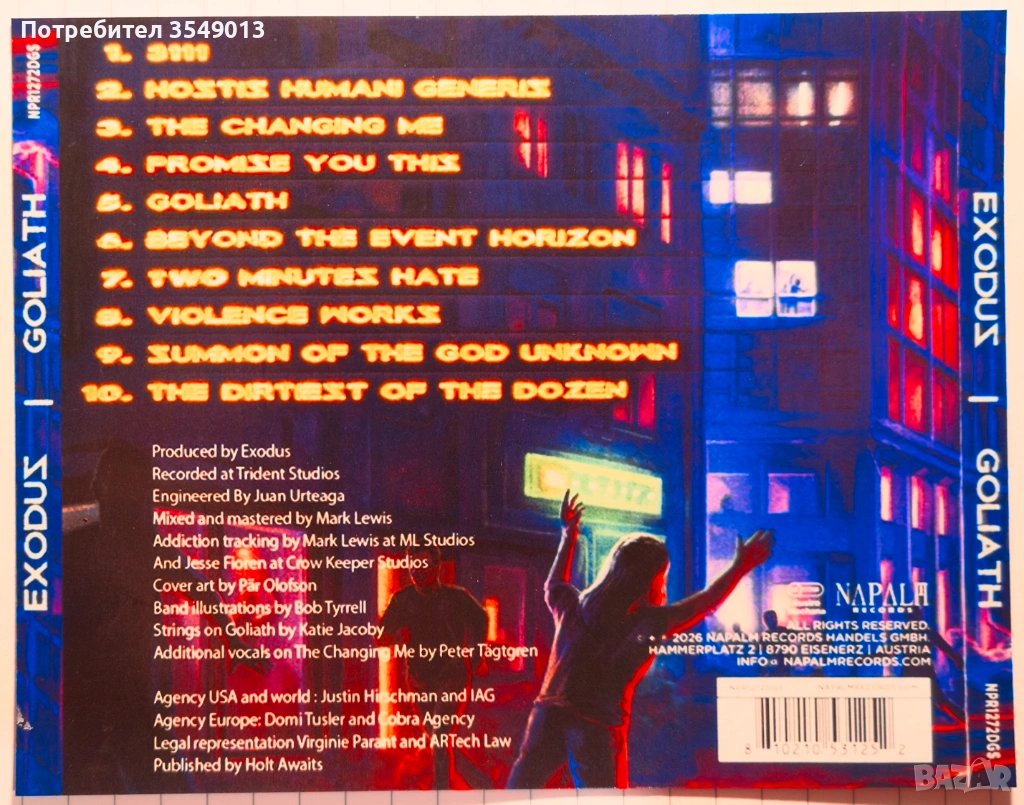 Потребител 3549013
1. 3111
2. HOSTIS HUMANI GENERIS
3. THE CHANGING ME
4. PROMISE YOU THIS
5. GOLIATH
6. BEYOND THE EVENT HORIZON
7. TWO MINUTES HATE
8. VIOLENCE WORKS
9. SUMMON OF THE GOD UNKNOWN
10. THE DIRTIEST OF THE DOZEN
Produced by Exodus
Recorded at Trident Studios
Engineered By Juan Urteaga
Mixed and mastered by Mark Lewis
Addiction tracking by Mark Lewis at ML Studios
And Jesse Fioren at Crow Keeper Studios
Cover art by Pär Olofson
Band illustrations by Bob Tyrrell
Strings on Goliath by Katie Jacoby
Additional vocals on The Changing Me by Peter Tägtgren
Agency USA and world : Justin Hirschman and IAG
Agency Europe: Domi Tusler and Cobra Agency
Legal representation Virginie Parant and ARTech Law
Published by Holt Awaits
NAPALM
RECORDS
ALL RIGHTS RESERVED.
2026 NAPALM RECORDS HANDELS GMBH.
HAMMERPLATZ 2 | 8790 EISENERZ | AUSTRIA
INFO@NAPALMRECORDS.COM
8 10210 53125 2
NPR1272DGS
EXODUS | GOLIATH
EXODUS | GOLIATH
NPR1272DGS
BAZAR